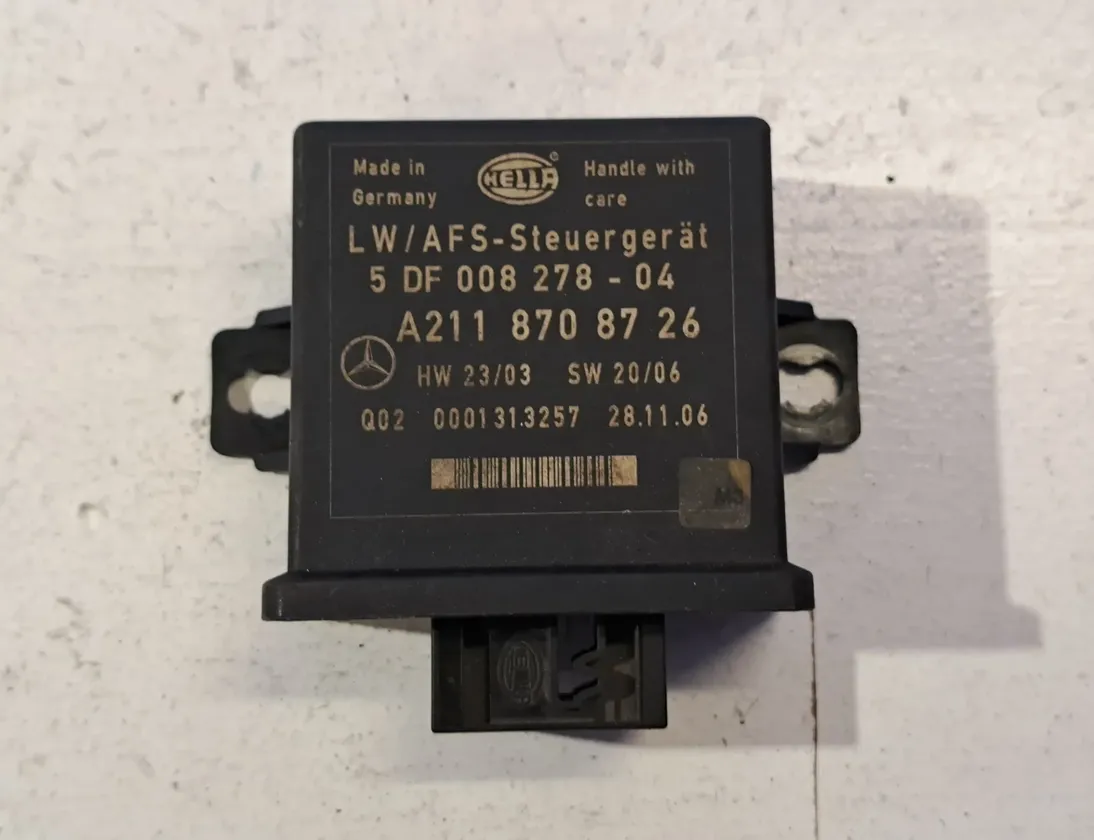 Made in Germany
HELLA
Handle with care
LW/AFS-Steuergerät
5 DF 008 278 - 04
A211 870 87 26
HW 23/03 SW 20/06
Q02 0001313257 28.11.06